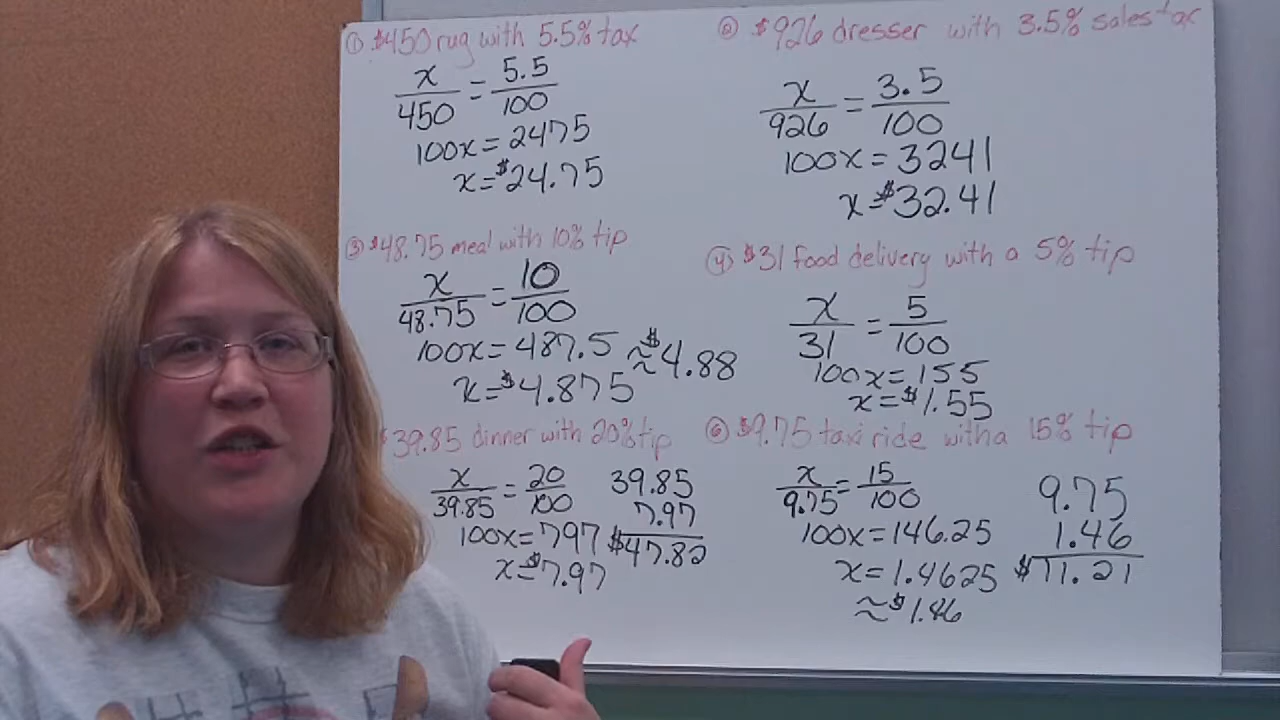 ① $450 rug with 5.5% tax
x/450 = 5.5/100
100x = 2475
x = $24.75
② $926 dresser with 3.5% sales tax
x/926 = 3.5/100
100x = 3241
x = $32.41
③ $48.75 meal with 10% tip
x/48.75 = 10/100
100x = 487.5
x = $4.875 ≈ $4.88
④ $31 food delivery with a 5% tip
x/31 = 5/100
100x = 155
x = $1.55
$39.85 dinner with 20% tip
x/39.85 = 20/100
100x = 797
x = $7.97
39.85
7.97
$47.82
⑥ $9.75 taxi ride with a 15% tip
x/9.75 = 15/100
100x = 146.25
x = 1.4625
≈ $1.46
9.75
1.46
$11.21